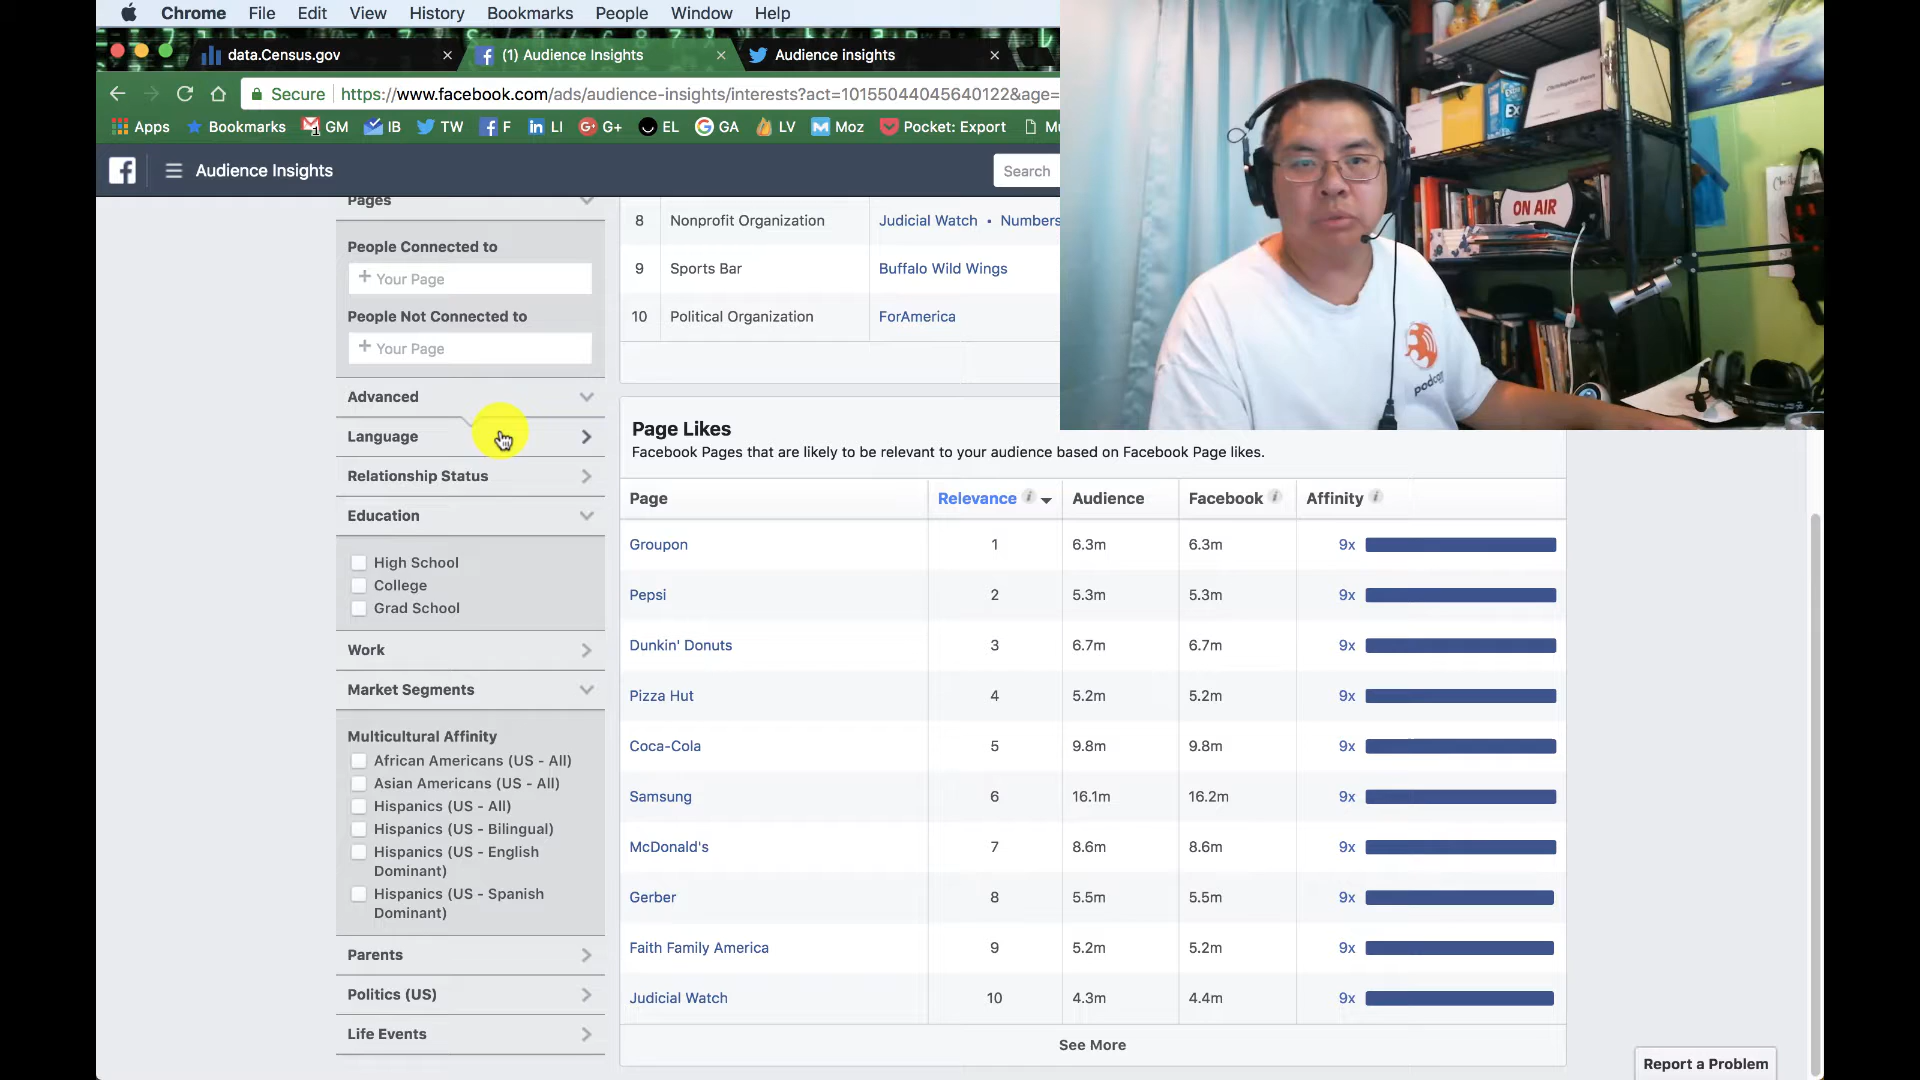 Chrome File Edit View History Bookmarks People Window Help
data.Census.gov
(1) Audience Insights
Audience insights
Secure https://www.facebook.com/ads/audience-insights/interests?act=10155044045640122&age=
Apps Bookmarks GM IB TW F LI G+ EL GA LV Moz Pocket: Export
Audience Insights
Search
Pages
People Connected to
+ Your Page
People Not Connected to
+ Your Page
Advanced
Language
Relationship Status
Education
High School
College
Grad School
Work
Market Segments
Multicultural Affinity
African Americans (US - All)
Asian Americans (US - All)
Hispanics (US - All)
Hispanics (US - Bilingual)
Hispanics (US - English
Dominant)
Hispanics (US - Spanish
Dominant)
Parents
Politics (US)
Life Events
8 Nonprofit Organization Judicial Watch • Numbers
9 Sports Bar Buffalo Wild Wings
10 Political Organization ForAmerica
Page Likes
Facebook Pages that are likely to be relevant to your audience based on Facebook Page likes.
Page Relevance Audience Facebook Affinity
Groupon 1 6.3m 6.3m 9x
Pepsi 2 5.3m 5.3m 9x
Dunkin' Donuts 3 6.7m 6.7m 9x
Pizza Hut 4 5.2m 5.2m 9x
Coca-Cola 5 9.8m 9.8m 9x
Samsung 6 16.1m 16.2m 9x
McDonald's 7 8.6m 8.6m 9x
Gerber 8 5.5m 5.5m 9x
Faith Family America 9 5.2m 5.2m 9x
Judicial Watch 10 4.3m 4.4m 9x
See More
Report a Problem
ON AIR